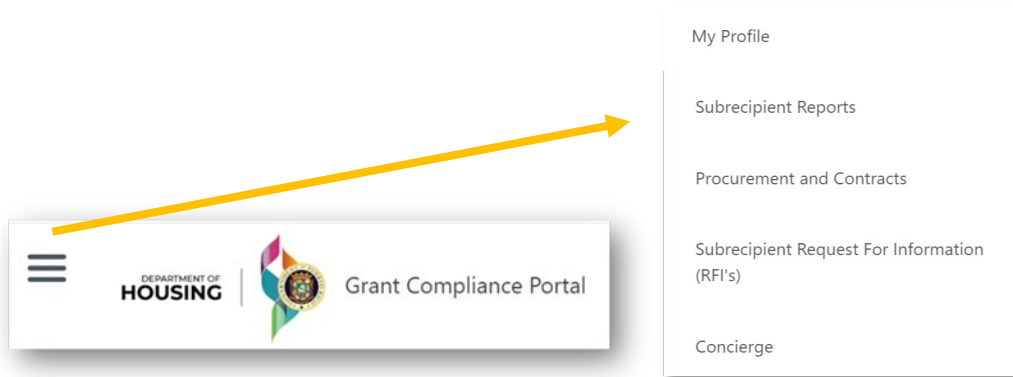 My Profile
Subrecipient Reports
Procurement and Contracts
Subrecipient Request For Information
(RFI's)
Concierge
DEPARTMENT OF
HOUSING
Grant Compliance Portal